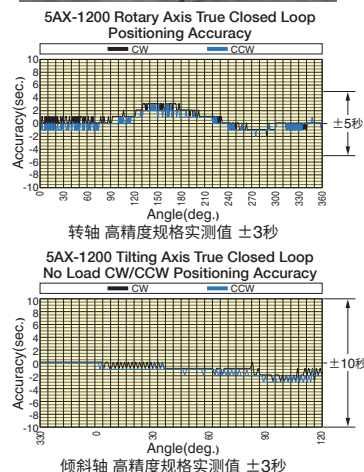 5AX-1200 Rotary Axis True Closed Loop
Positioning Accuracy
CW CCW
Accuracy(sec.)
10
8
6
4
2
0
-2
-4
-6
-8
-10
±5秒
0 30 60 90 120 150 180 210 240 270 300 330 360
Angle(deg.)
转轴 高精度规格实测值 ±3秒
5AX-1200 Tilting Axis True Closed Loop
No Load CW/CCW Positioning Accuracy
CW CCW
Accuracy(sec.)
10
8
6
4
2
0
-2
-4
-6
-8
-10
±10秒
330 0 30 60 90 120
Angle(deg.)
倾斜轴 高精度规格实测值 ±3秒